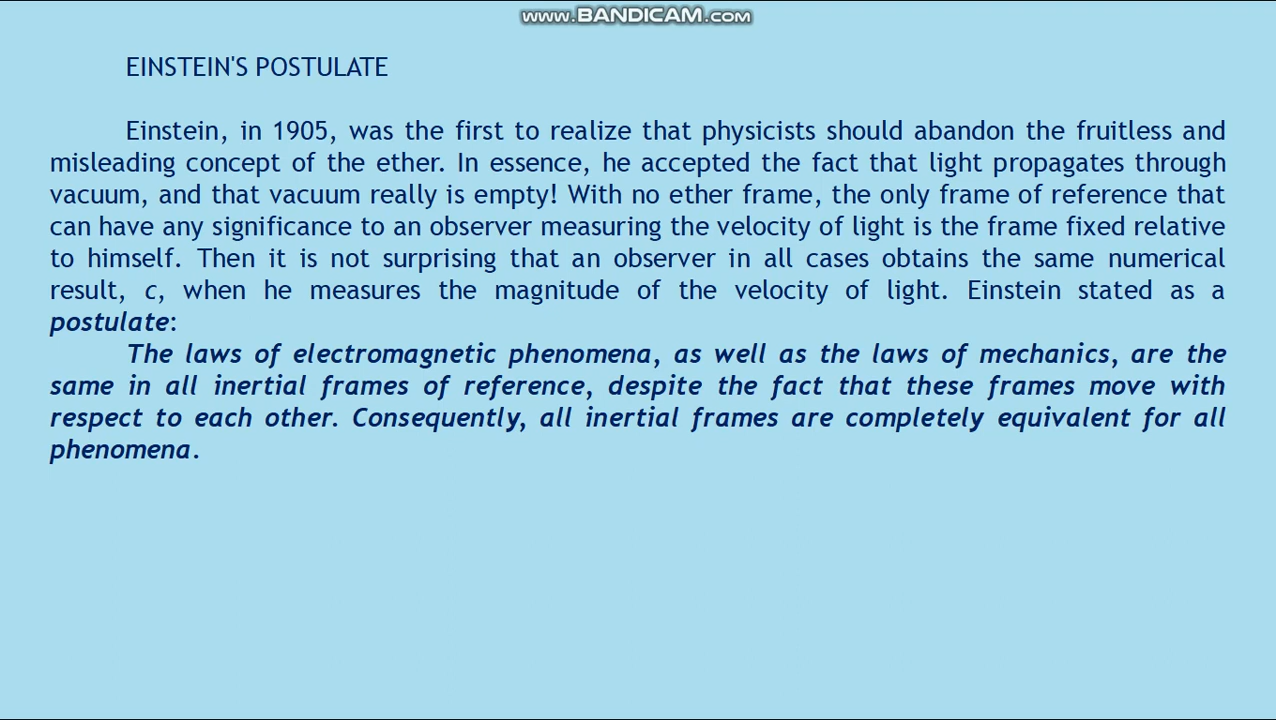 WWW.BANDICAM.COM
EINSTEIN'S POSTULATE
Einstein, in 1905, was the first to realize that physicists should abandon the fruitless and
misleading concept of the ether. In essence, he accepted the fact that light propagates through
vacuum, and that vacuum really is empty! With no ether frame, the only frame of reference that
can have any significance to an observer measuring the velocity of light is the frame fixed relative
to himself. Then it is not surprising that an observer in all cases obtains the same numerical
result, c, when he measures the magnitude of the velocity of light. Einstein stated as a
postulate:
The laws of electromagnetic phenomena, as well as the laws of mechanics, are the
same in all inertial frames of reference, despite the fact that these frames move with
respect to each other. Consequently, all inertial frames are completely equivalent for all
phenomena.